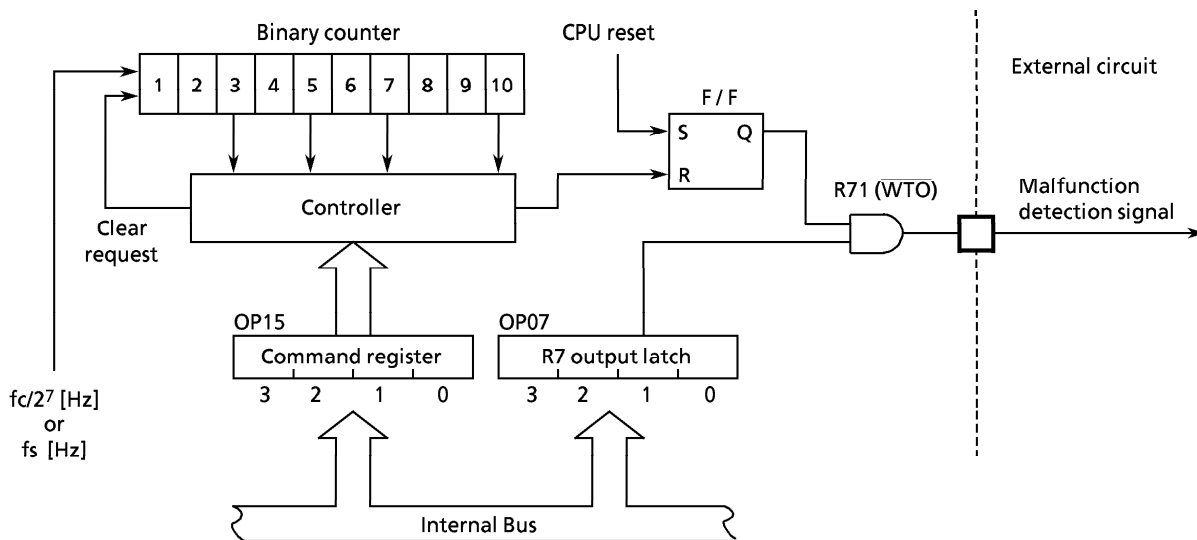 Binary counter
CPU reset
External circuit
1 2 3 4 5 6 7 8 9 10
F / F
S Q
R
R71 (W̅T̅O̅)
Malfunction
detection signal
Controller
Clear
request
OP15
Command register
3 2 1 0
OP07
R7 output latch
3 2 1 0
fc/2⁷ [Hz]
or
fs [Hz]
Internal Bus